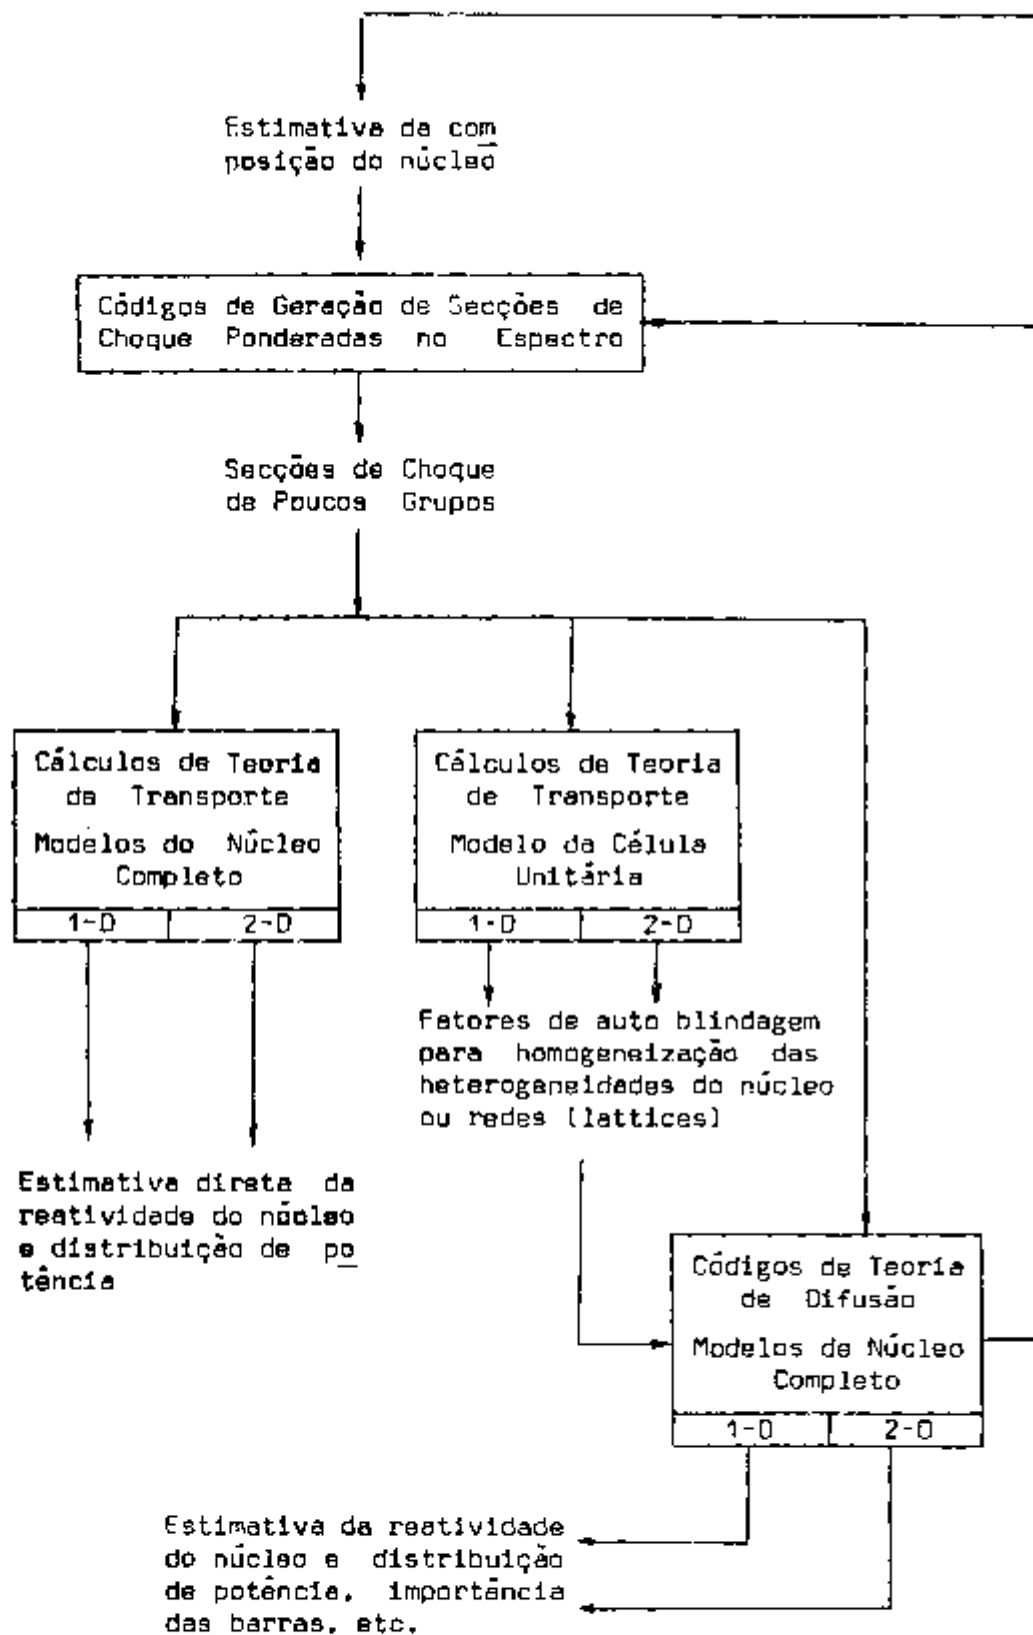 Estimativa da com
posição do núcleo
Códigos de Geração de Secções de
Choque Ponderadas no Espectro
Secções de Choque
de Poucos Grupos
Cálculos de Teoria
de Transporte
Modelos do Núcleo
Completo
1-D 2-D
Cálculos de Teoria
de Transporte
Modelo da Célula
Unitária
1-D 2-D
Fatores de auto blindagem
para homogeneização das
heterogeneidades do núcleo
ou redes (lattices)
Estimativa direta da
reatividade do núcleo
e distribuição de po
tência
Códigos de Teoria
de Difusão
Modelos de Núcleo
Completo
1-D 2-D
Estimativa da reatividade
do núcleo e distribuição
de potência, importância
das barras, etc.